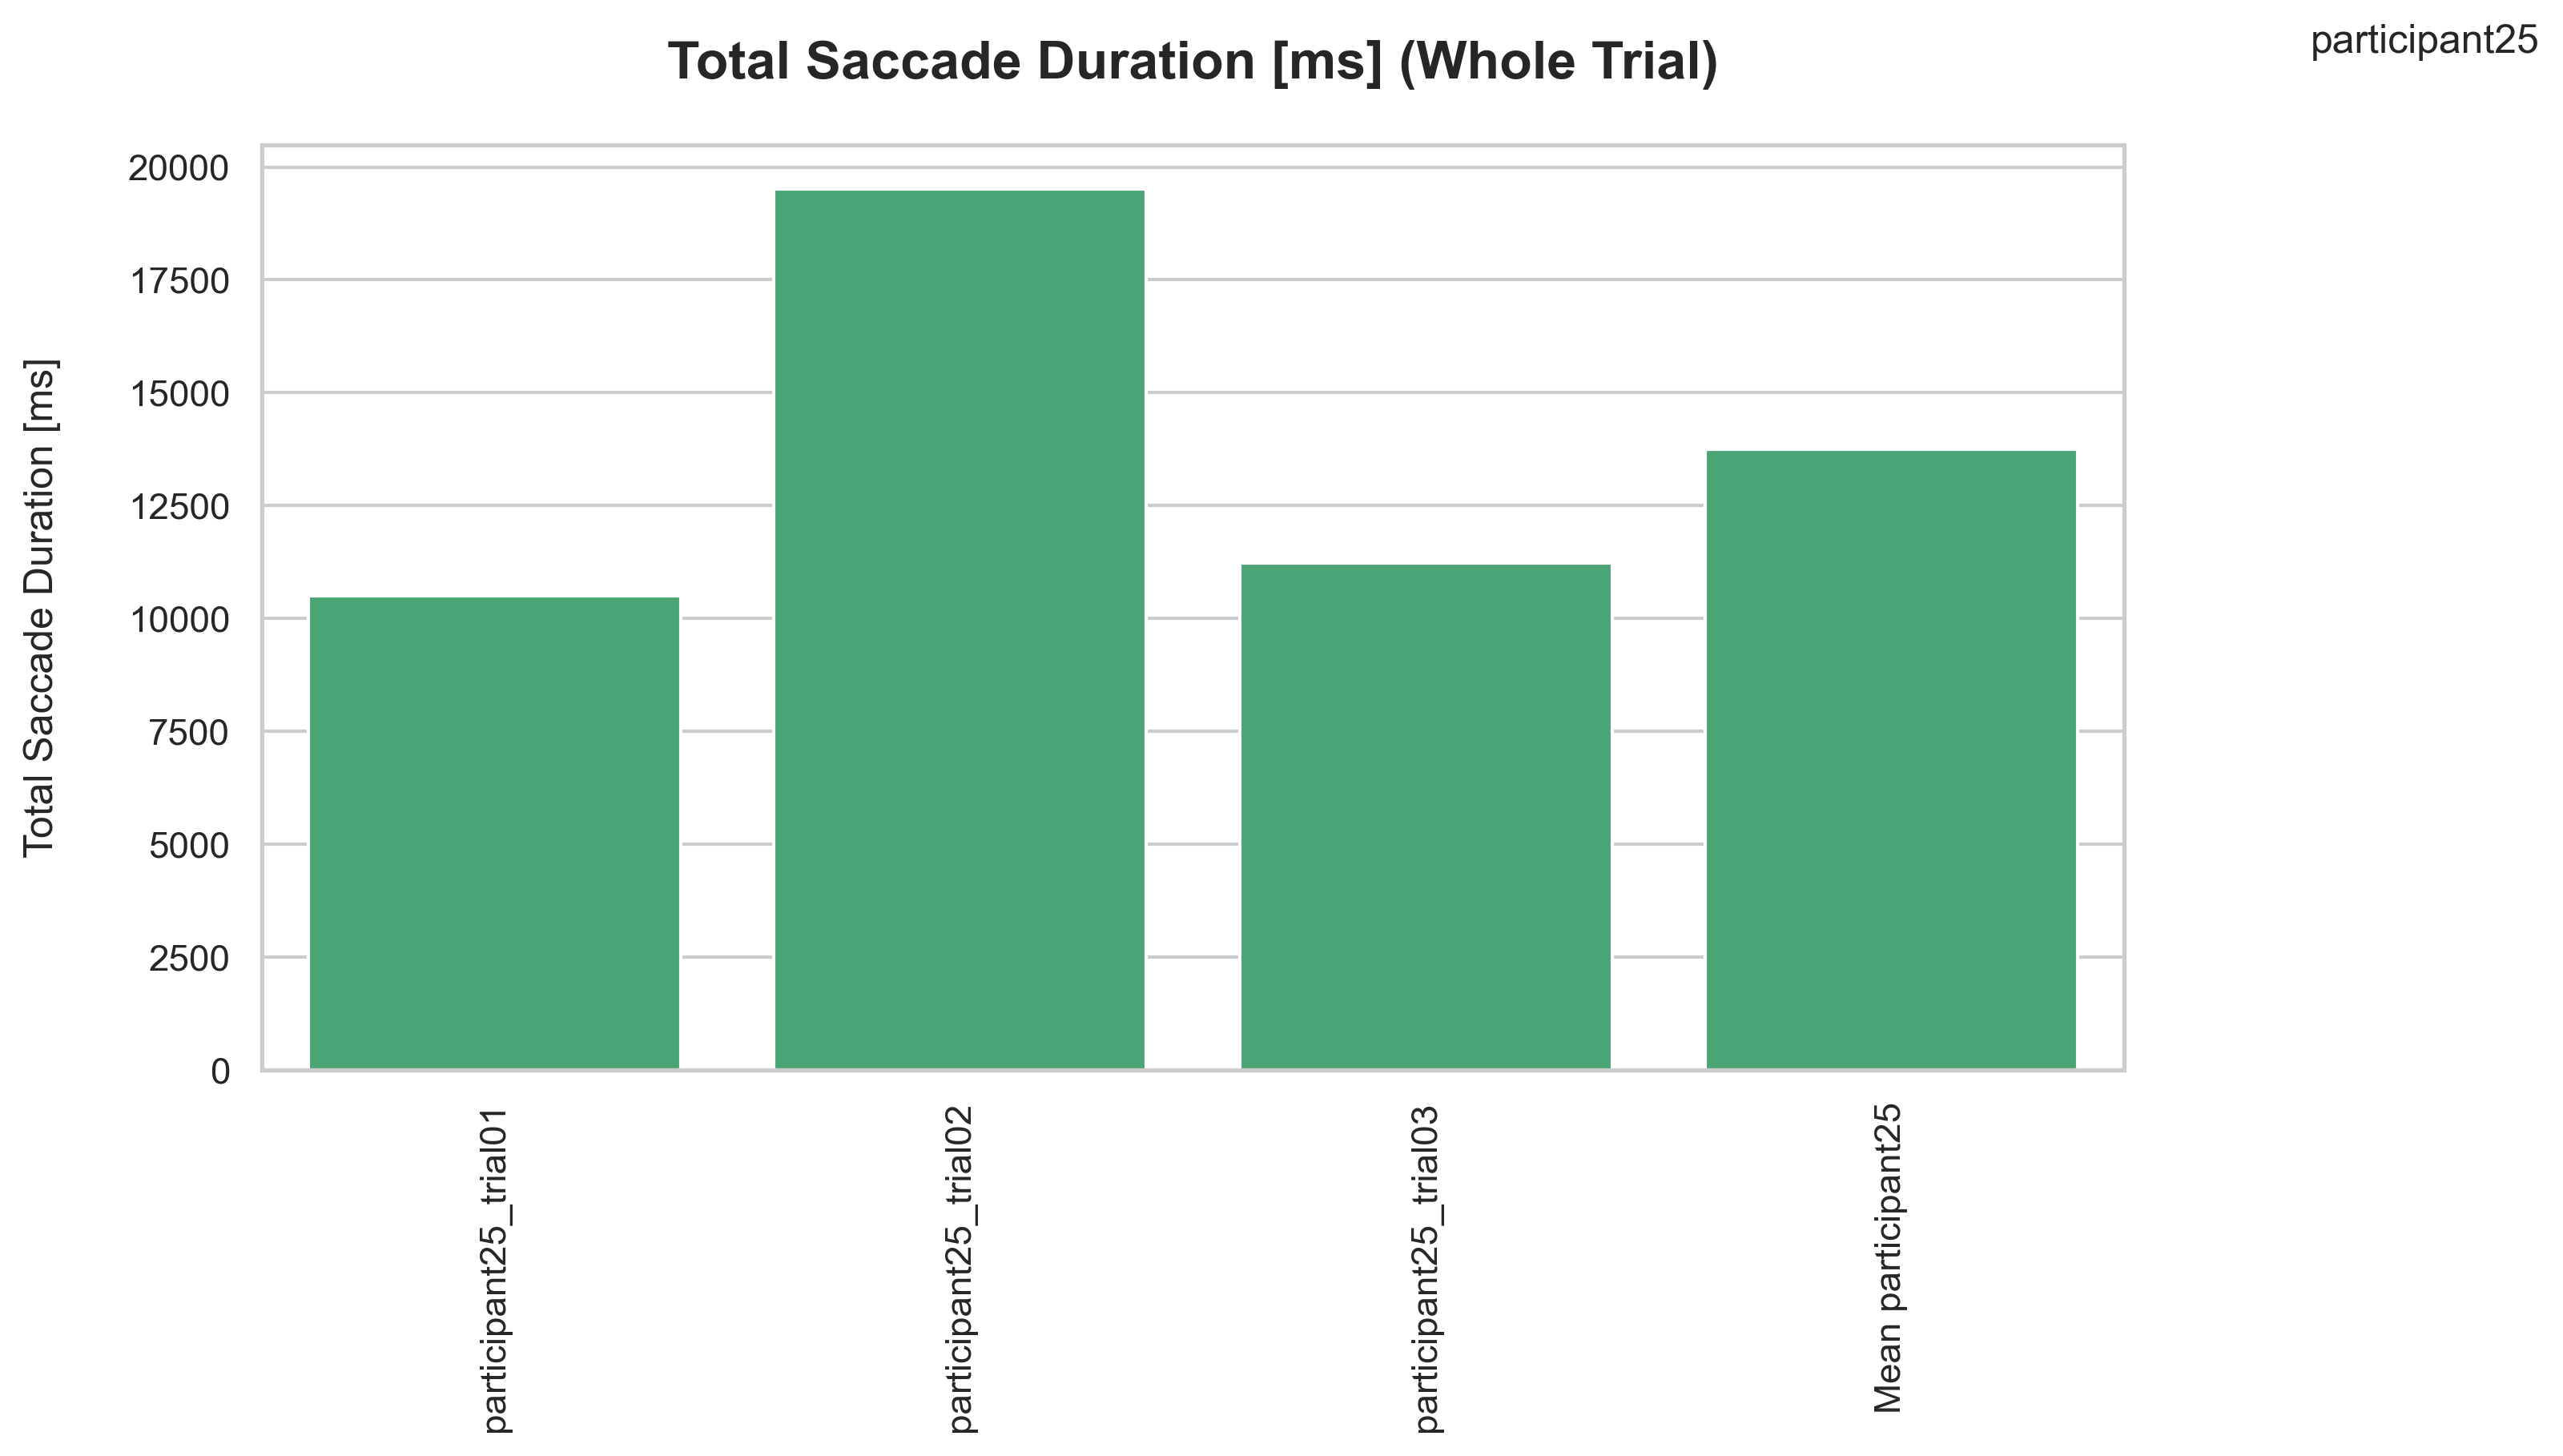 participant25
Total Saccade Duration [ms] (Whole Trial)
Total Saccade Duration [ms]
20000
17500
15000
12500
10000
7500
5000
2500
0
participant25_trial01
participant25_trial02
participant25_trial03
Mean participant25